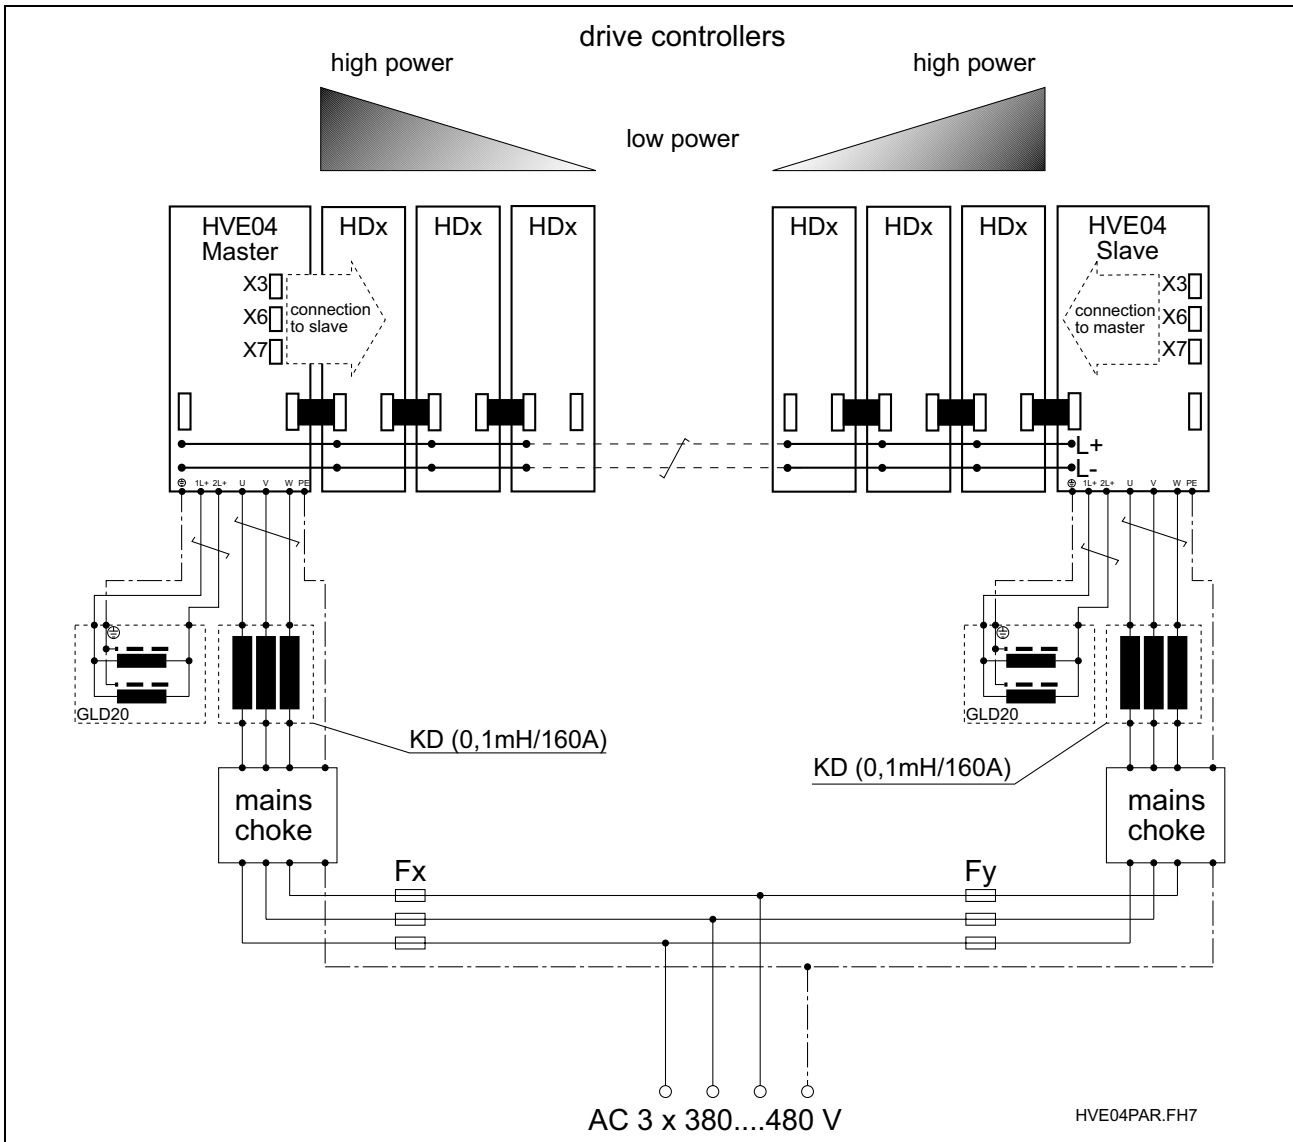 drive controllers
high power
high power
low power
HVE04
Master
HDx
HDx
HDx
HDx
HDx
HDx
HVE04
Slave
X3
X6
X7
connection
to slave
connection
to master
X3
X6
X7
L+
L-
1L+ 2L+ U V W PE
1L+ 2L+ U V W PE
GLD20
GLD20
KD (0,1mH/160A)
KD (0,1mH/160A)
mains
choke
mains
choke
Fx
Fy
AC 3 x 380....480 V
HVE04PAR.FH7